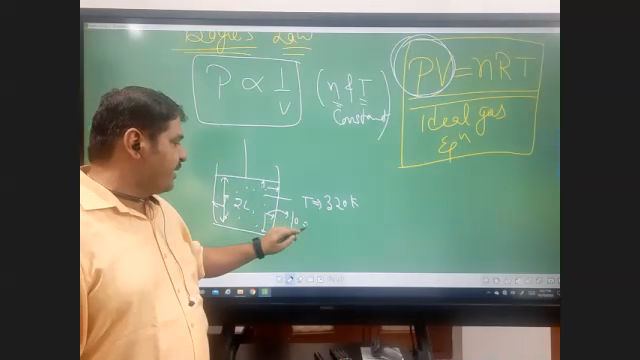 Boyle's Law
P ∝ 1/V (n & T Constant)
PV = nRT
Ideal gas
Eqn
2L
T → 320K